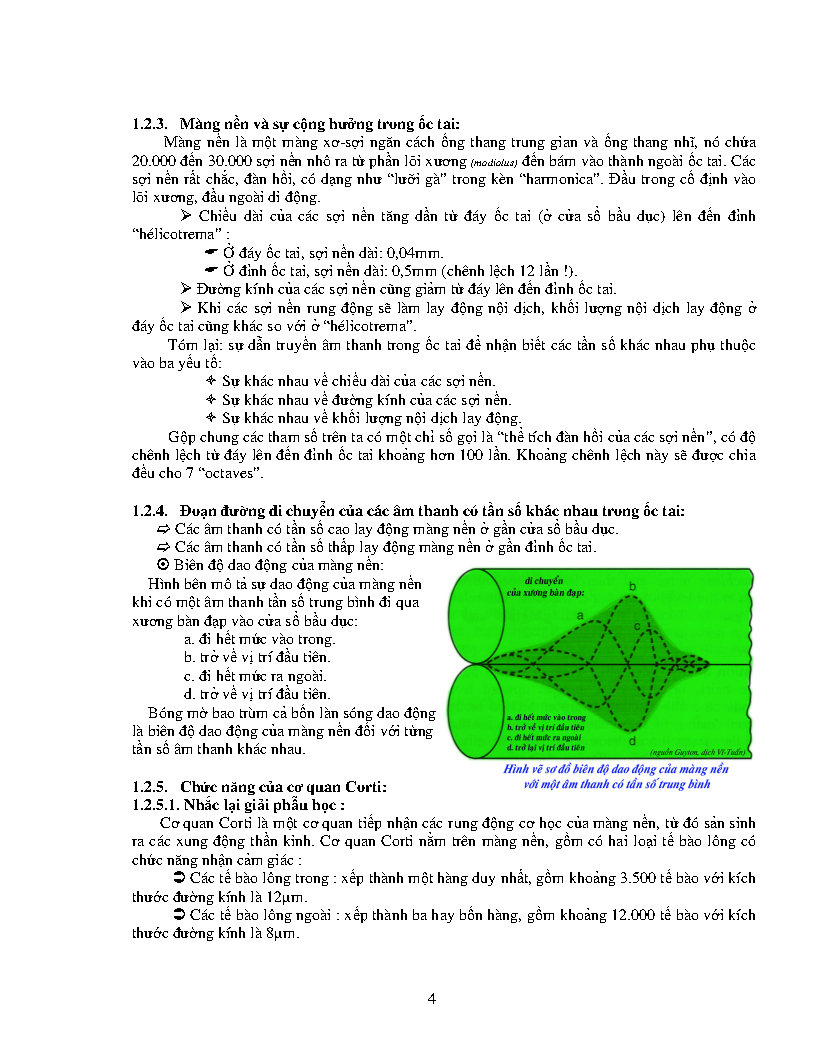 1.2.3. Màng nền và sự cộng hưởng trong ốc tai:
Màng nền là một màng xơ-sợi ngăn cách ống thang trung gian và ống thang nhĩ, nó chứa
20.000 đến 30.000 sợi nền nhô ra từ phần lõi xương (modiolus) đến bám vào thành ngoài ốc tai. Các
sợi nền rất chắc, đàn hồi, có dạng như “lưỡi gà” trong kèn “harmonica”. Đầu trong cố định vào
lõi xương, đầu ngoài di động.
➢ Chiều dài của các sợi nền tăng dần từ đáy ốc tai (ở cửa sổ bầu dục) lên đến đỉnh
“hélicotrema” :
☛ Ở đáy ốc tai, sợi nền dài: 0,04mm.
☛ Ở đỉnh ốc tai, sợi nền dài: 0,5mm (chênh lệch 12 lần !).
➢ Đường kính của các sợi nền cũng giảm từ đáy lên đến đỉnh ốc tai.
➢ Khi các sợi nền rung động sẽ làm lay động nội dịch, khối lượng nội dịch lay động ở
đáy ốc tai cũng khác so với ở “hélicotrema”.
Tóm lại: sự dẫn truyền âm thanh trong ốc tai để nhận biết các tần số khác nhau phụ thuộc
vào ba yếu tố:
✧ Sự khác nhau về chiều dài của các sợi nền.
✧ Sự khác nhau về đường kính của các sợi nền.
✧ Sự khác nhau về khối lượng nội dịch lay động.
Gộp chung các tham số trên ta có một chỉ số gọi là “thể tích đàn hồi của các sợi nền”, có độ
chênh lệch từ đáy lên đến đỉnh ốc tai khoảng hơn 100 lần. Khoảng chênh lệch này sẽ được chia
đều cho 7 “octaves”.
1.2.4. Đoạn đường di chuyển của các âm thanh có tần số khác nhau trong ốc tai:
⇨ Các âm thanh có tần số cao lay động màng nền ở gần cửa sổ bầu dục.
⇨ Các âm thanh có tần số thấp lay động màng nền ở gần đỉnh ốc tai.
⦿ Biên độ dao động của màng nền:
Hình bên mô tả sự dao động của màng nền
khi có một âm thanh tần số trung bình đi qua
xương bàn đạp vào cửa sổ bầu dục:
a. đi hết mức vào trong.
b. trở về vị trí đầu tiên.
c. đi hết mức ra ngoài.
d. trở về vị trí đầu tiên.
Bóng mờ bao trùm cả bốn làn sóng dao động
là biên độ dao động của màng nền đối với từng
tần số âm thanh khác nhau.
di chuyển
của xương bàn đạp:
b
a
c
a. đi hết mức vào trong
b. trở về vị trí đầu tiên
c. đi hết mức ra ngoài
d. trở lại vị trí đầu tiên
d
(nguồn Guyton, dịch Vi-Tuấn)
Hình vẽ sơ đồ biên độ dao động của màng nền
với một âm thanh có tần số trung bình
1.2.5. Chức năng của cơ quan Corti:
1.2.5.1. Nhắc lại giải phẫu học :
Cơ quan Corti là một cơ quan tiếp nhận các rung động cơ học của màng nền, từ đó sản sinh
ra các xung động thần kinh. Cơ quan Corti nằm trên màng nền, gồm có hai loại tế bào lông có
chức năng nhận cảm giác :
➲ Các tế bào lông trong : xếp thành một hàng duy nhất, gồm khoảng 3.500 tế bào với kích
thước đường kính là 12µm.
➲ Các tế bào lông ngoài : xếp thành ba hay bốn hàng, gồm khoảng 12.000 tế bào với kích
thước đường kính là 8µm.
4